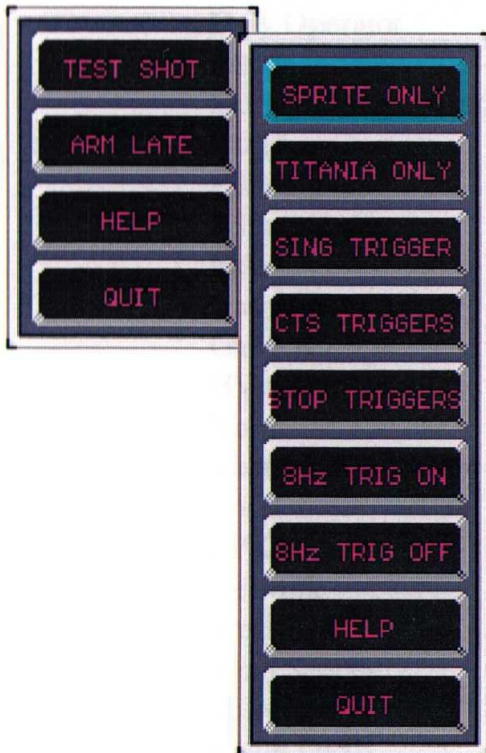 TEST SHOT
ARM LATE
HELP
QUIT
SPRITE ONLY
TITANIA ONLY
SING TRIGGER
CTS TRIGGERS
STOP TRIGGERS
8Hz TRIG ON
8Hz TRIG OFF
HELP
QUIT